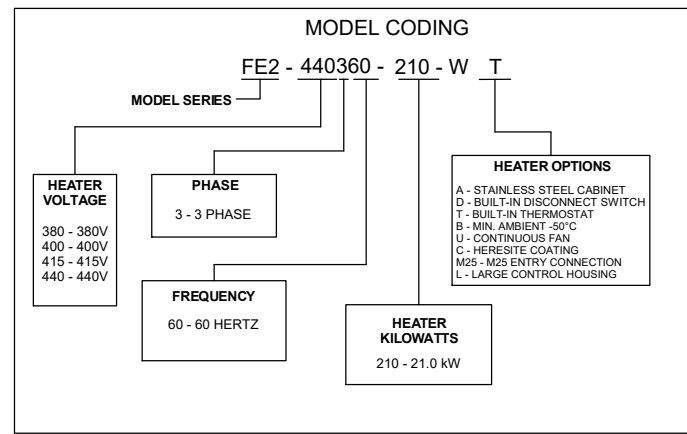 MODEL CODING
FE2 - 440360 - 210 - W T
MODEL SERIES
HEATER
VOLTAGE
380 - 380V
400 - 400V
415 - 415V
440 - 440V
PHASE
3 - 3 PHASE
FREQUENCY
60 - 60 HERTZ
HEATER
KILOWATTS
210 - 21.0 kW
HEATER OPTIONS
A - STAINLESS STEEL CABINET
D - BUILT-IN DISCONNECT SWITCH
T - BUILT-IN THERMOSTAT
B - MIN. AMBIENT -50°C
U - CONTINUOUS FAN
C - HERESITE COATING
M25 - M25 ENTRY CONNECTION
L - LARGE CONTROL HOUSING